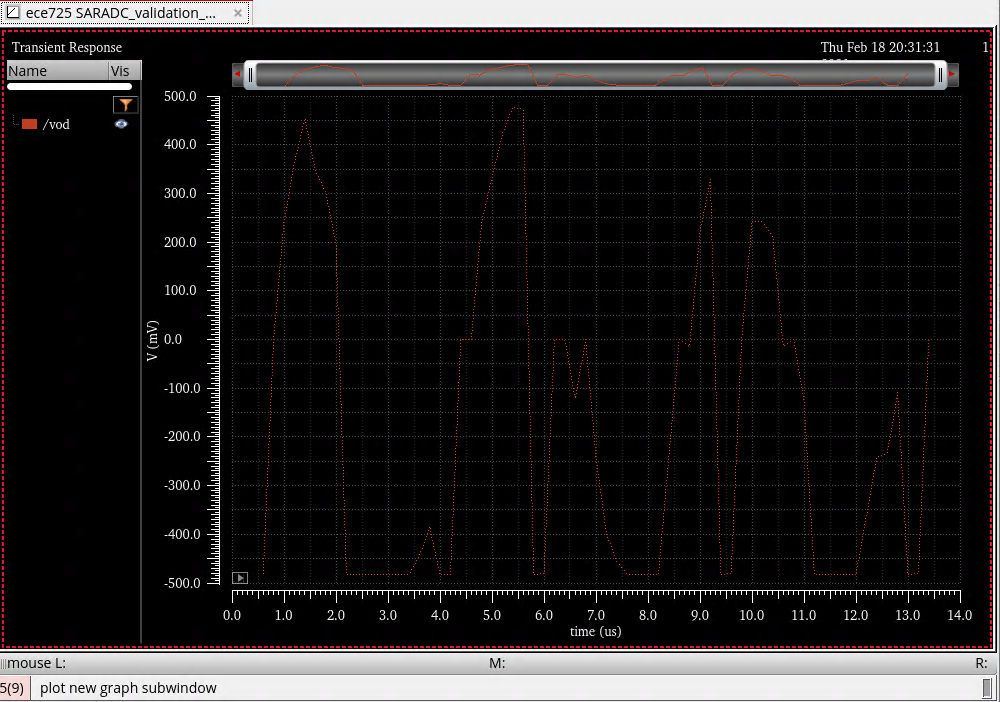 ece725 SARADC_validation_...
Transient Response
Thu Feb 18 20:31:31
1
Name
Vis
/vod
500.0
400.0
300.0
200.0
100.0
0.0
-100.0
-200.0
-300.0
-400.0
-500.0
V (mV)
0.0 1.0 2.0 3.0 4.0 5.0 6.0 7.0 8.0 9.0 10.0 11.0 12.0 13.0 14.0
time (us)
mouse L:
M:
R:
5(9)
plot new graph subwindow